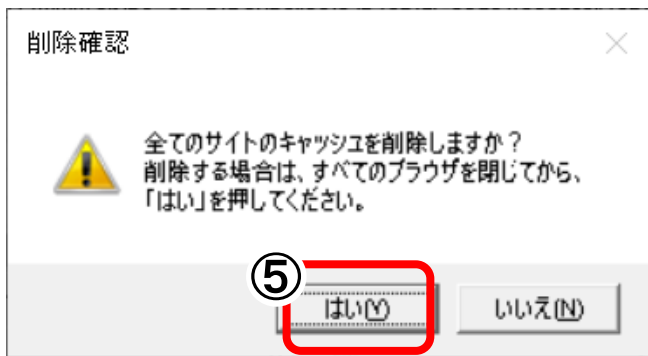 削除確認
全てのサイトのキャッシュを削除しますか？
削除する場合は、すべてのブラウザを閉じてから、
「はい」を押してください。
⑤
はい(Y)
いいえ(N)